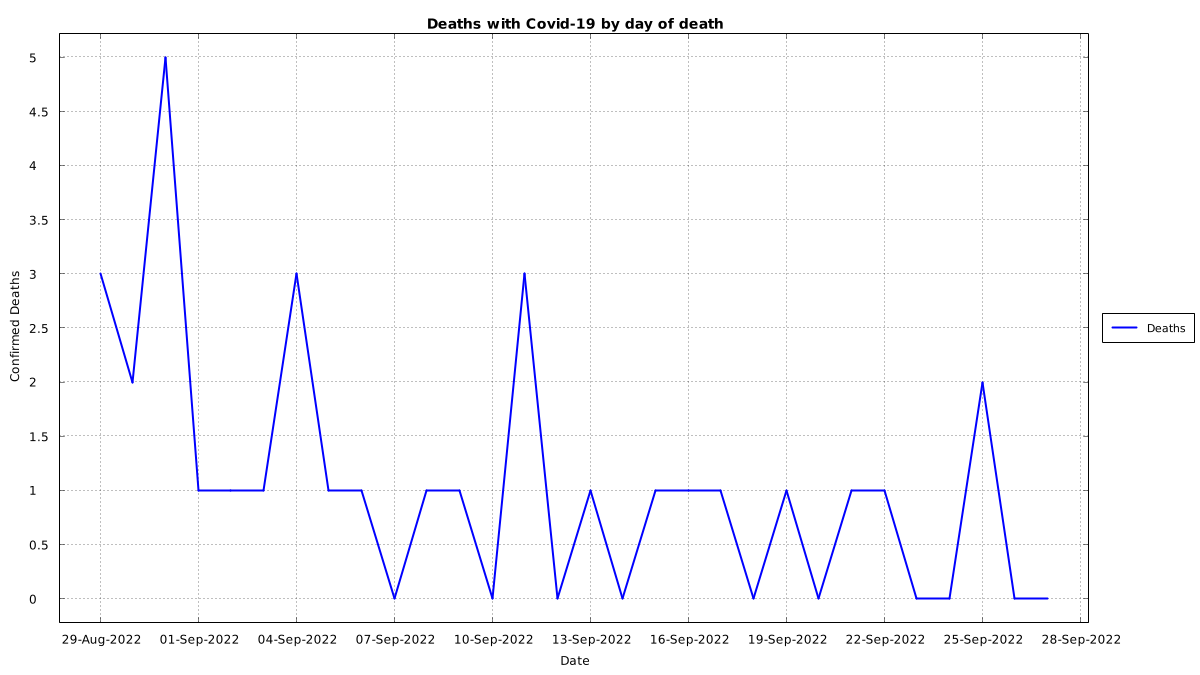 Deaths with Covid-19 by day of death
5
4.5
4
3.5
3
2.5
2
1.5
1
0.5
0
Confirmed Deaths
29-Aug-2022 01-Sep-2022 04-Sep-2022 07-Sep-2022 10-Sep-2022 13-Sep-2022 16-Sep-2022 19-Sep-2022 22-Sep-2022 25-Sep-2022 28-Sep-2022
Date
Deaths